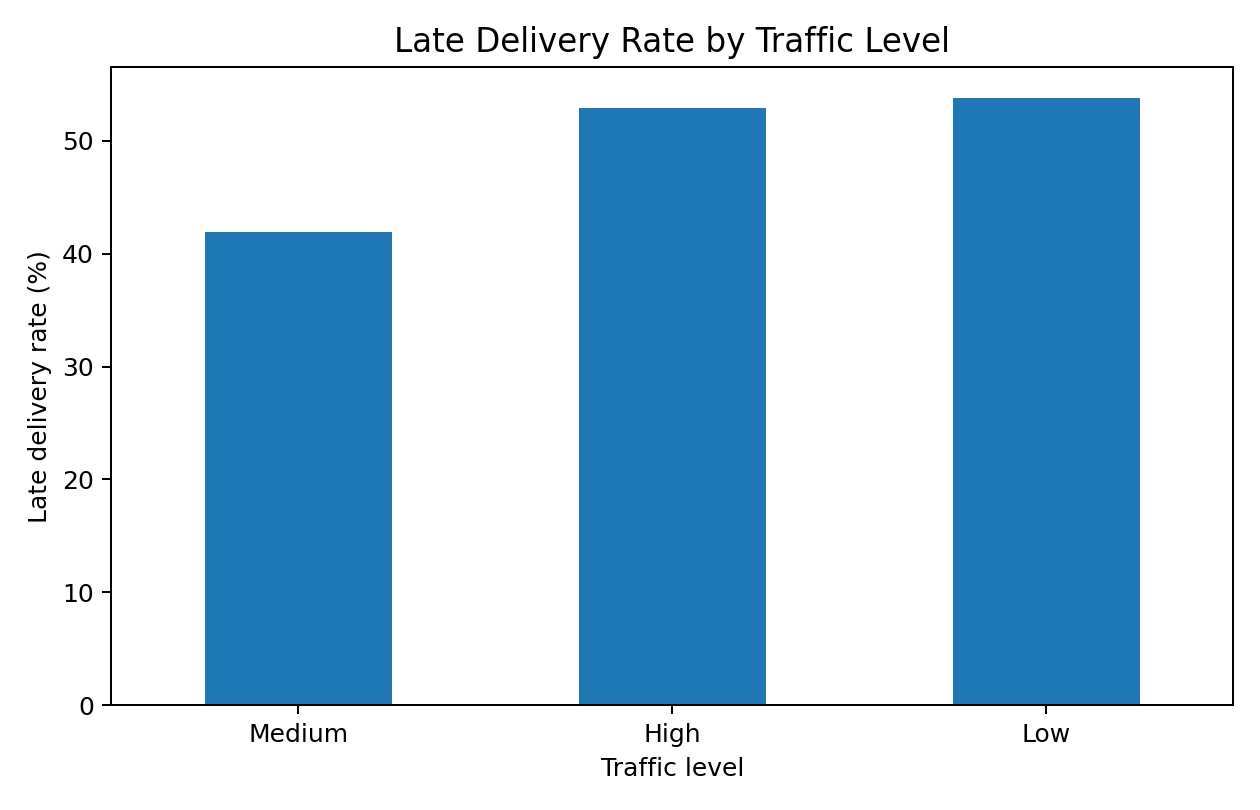 Late Delivery Rate by Traffic Level
Late delivery rate (%)
50
40
30
20
10
0
Medium
High
Low
Traffic level